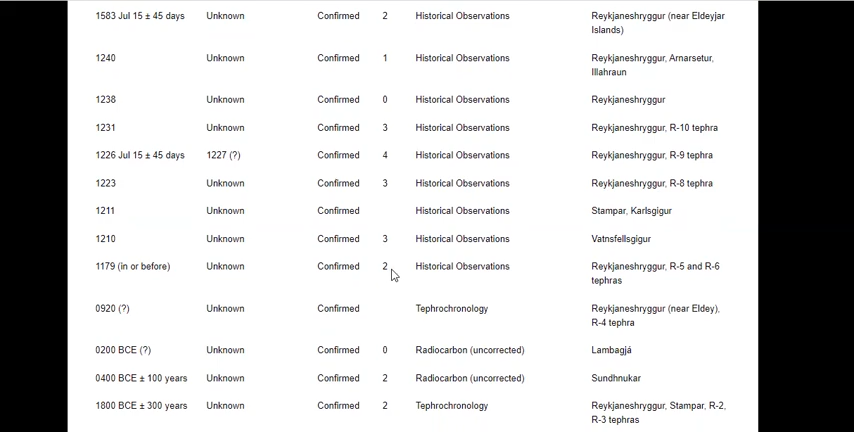 1583 Jul 15 ± 45 days Unknown Confirmed 2 Historical Observations Reykjaneshryggur (near Eldeyjar
Islands)
1240 Unknown Confirmed 1 Historical Observations Reykjaneshryggur, Arnarsetur,
Illahraun
1238 Unknown Confirmed 0 Historical Observations Reykjaneshryggur
1231 Unknown Confirmed 3 Historical Observations Reykjaneshryggur, R-10 tephra
1226 Jul 15 ± 45 days 1227 (?) Confirmed 4 Historical Observations Reykjaneshryggur, R-9 tephra
1223 Unknown Confirmed 3 Historical Observations Reykjaneshryggur, R-8 tephra
1211 Unknown Confirmed Historical Observations Stampar, Karlsgigur
1210 Unknown Confirmed 3 Historical Observations Vatnsfellsgigur
1179 (in or before) Unknown Confirmed 2 Historical Observations Reykjaneshryggur, R-5 and R-6
tephras
0920 (?) Unknown Confirmed Tephrochronology Reykjaneshryggur (near Eldey),
R-4 tephra
0200 BCE (?) Unknown Confirmed 0 Radiocarbon (uncorrected) Lambagjá
0400 BCE ± 100 years Unknown Confirmed 2 Radiocarbon (uncorrected) Sundhnukar
1800 BCE ± 300 years Unknown Confirmed 2 Tephrochronology Reykjaneshryggur, Stampar, R-2,
R-3 tephras